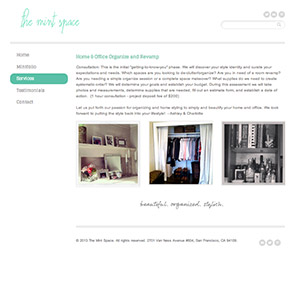 the mint space
Home
Mintfolio
Services
Testimonials
Contact
Home & Office Organize and Revamp
Consultation: This is the initial "getting-to-know-you" phase. We will discover your style identity and curate your
expectations and needs. Which spaces are you looking to de-clutter/organize? Are you in need of a room revamp?
Are you needing a simple organize session or a complete space makeover? What supplies do we need to create
systematic order? We will determine your goals and establish your budget. During this assessment we will take
photos and measurements, determine supplies that are needed, fill out an estimate form, and establish a date of
action. (1 hour consultation - project deposit fee of $200)
Let us put forth our passion for organizing and home styling to simply and beautify your home and office. We look
forward to putting the style back into your lifestyle! - Ashley & Charlotte
beautiful. organized. stylish.
© 2013 The Mint Space. All rights reserved. 2701 Van Ness Avenue #604, San Francisco, CA 94109.